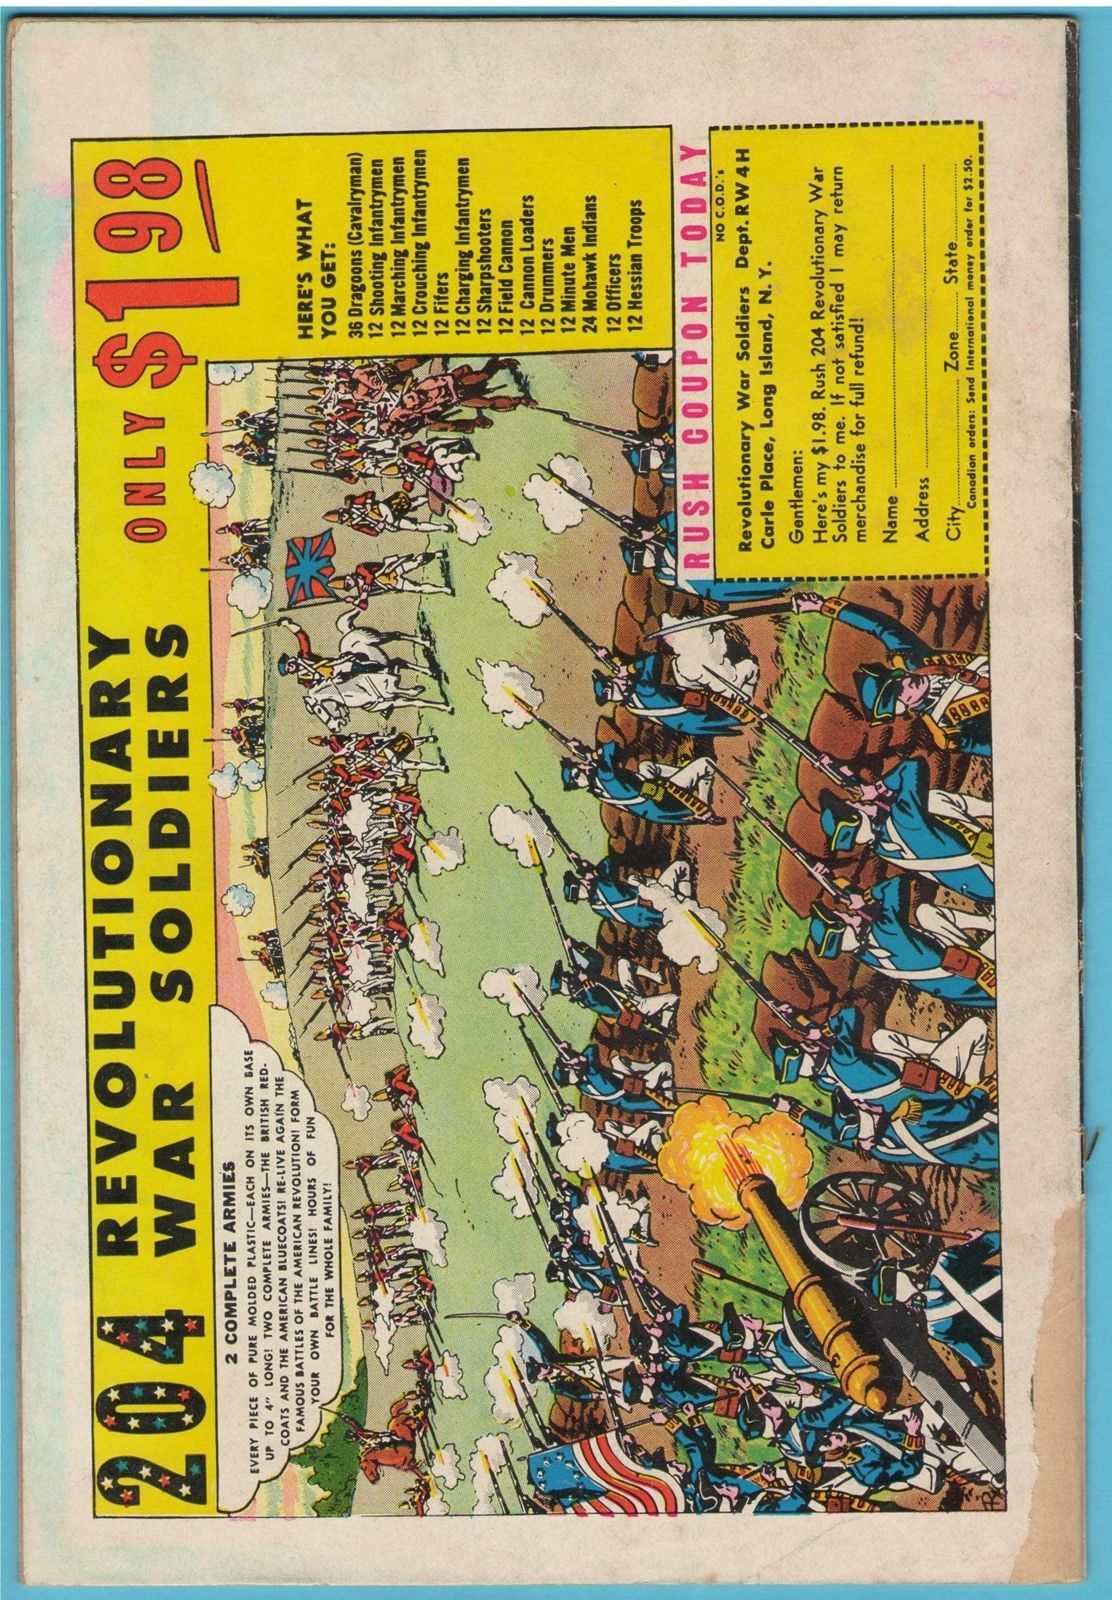 204 REVOLUTIONARY
WAR SOLDIERS ONLY $198
2 COMPLETE ARMIES
EVERY PIECE OF PURE MOLDED PLASTIC—EACH ON ITS OWN BASE
UP TO 4" LONG! TWO COMPLETE ARMIES—THE BRITISH RED-
COATS AND THE AMERICAN BLUECOATS! RE-LIVE AGAIN THE
FAMOUS BATTLES OF THE AMERICAN REVOLUTION! FORM
YOUR OWN BATTLE LINES! HOURS OF FUN
FOR THE WHOLE FAMILY!
HERE'S WHAT
YOU GET:
36 Dragoons (Cavalryman)
12 Shooting Infantrymen
12 Marching Infantrymen
12 Crouching Infantrymen
12 Fifers
12 Charging Infantrymen
12 Sharpshooters
12 Field Cannon
12 Cannon Loaders
12 Drummers
12 Minute Men
24 Mohawk Indians
12 Officers
12 Hessian Troops
RUSH COUPON TODAY
NO C.O.D.'s
Revolutionary War Soldiers Dept. RW 4H
Carle Place, Long Island, N. Y.
Gentlemen:
Here's my $1.98. Rush 204 Revolutionary War
Soldiers to me. If not satisfied I may return
merchandise for full refund!
Name
Address
City Zone State
Canadian orders: Send International money order for $2.50.